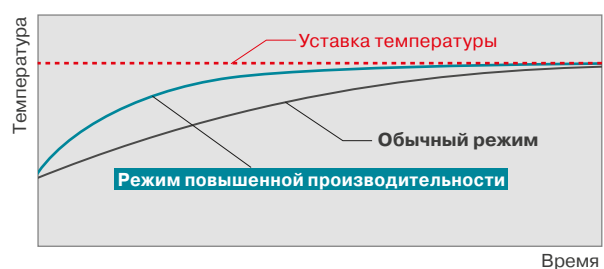 Температура
Уставка температуры
Обычный режим
Режим повышенной производительности
Время